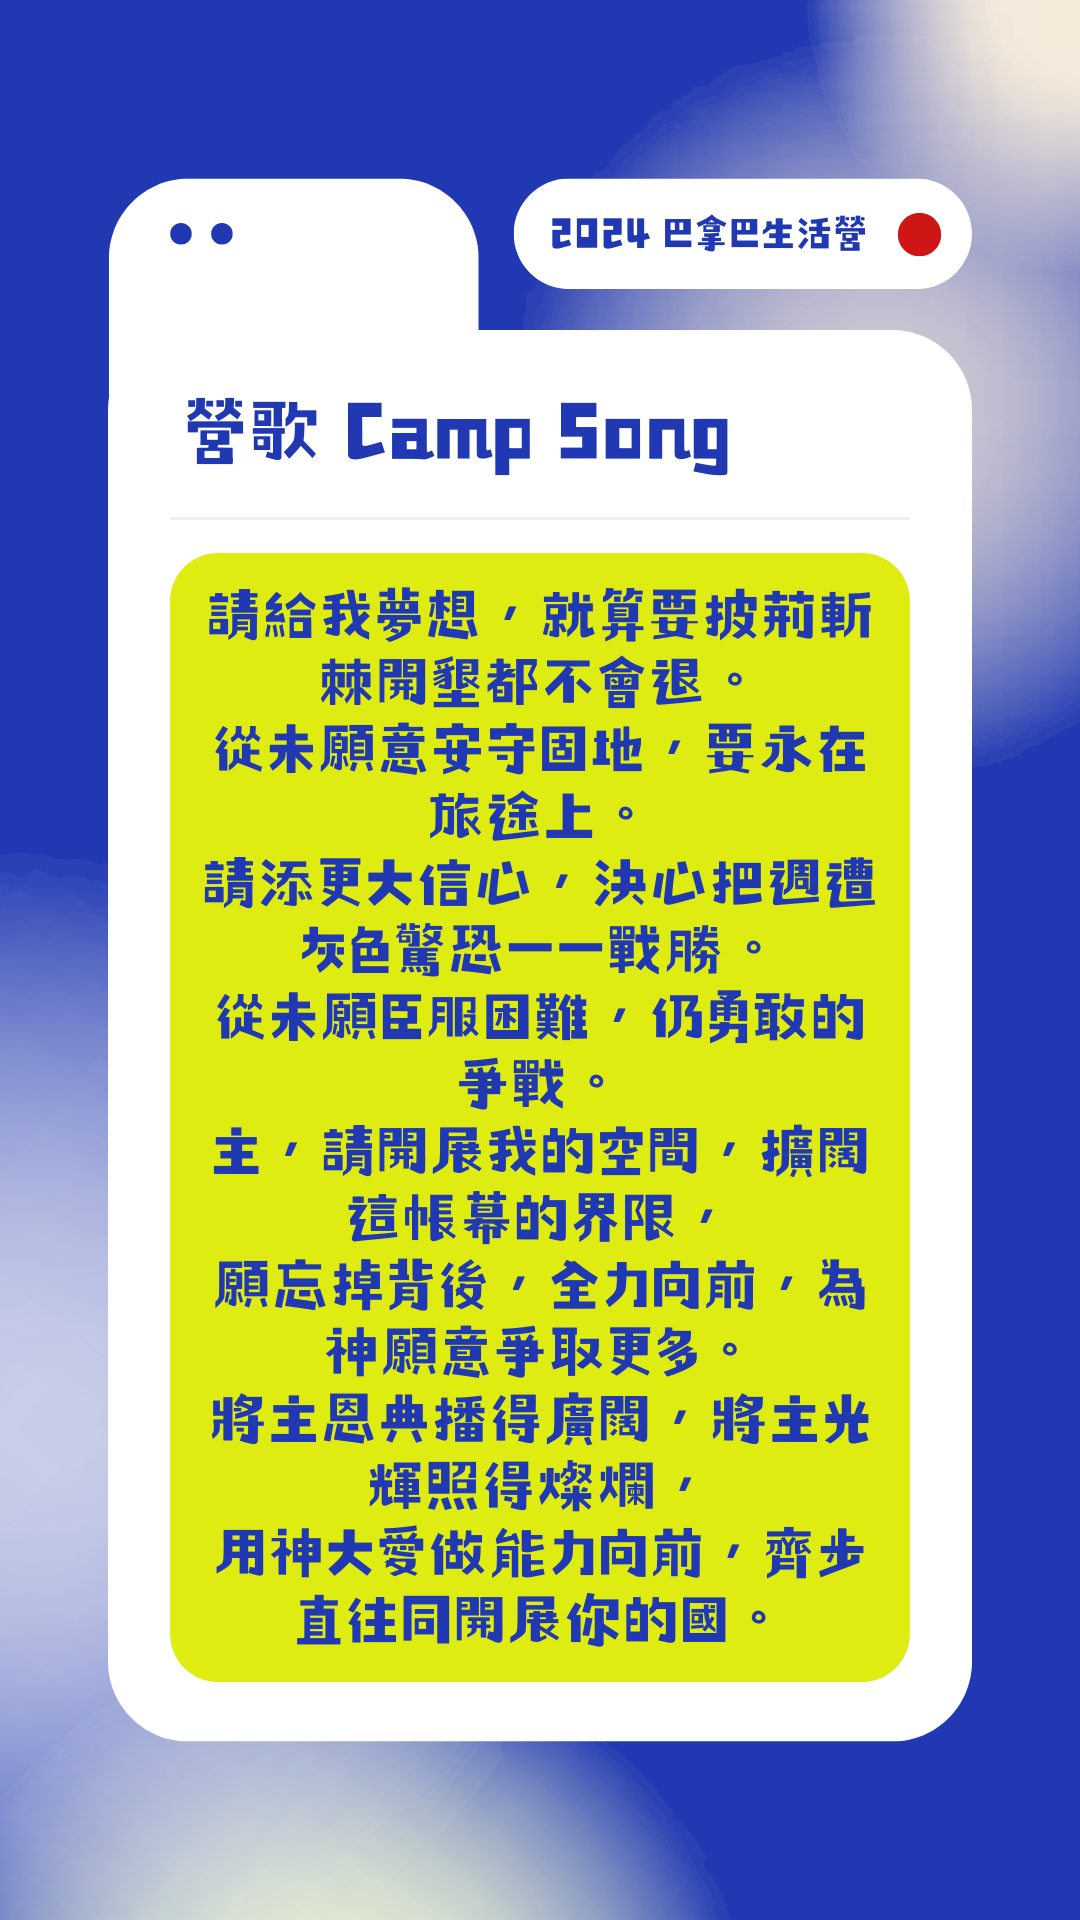 2024 巴拿巴生活營
營歌 Camp Song
請給我夢想，就算要披荊斬
棘開墾都不會退。
從未願意安守固地，要永在
旅途上。
請添更大信心，決心把週遭
灰色驚恐一一戰勝。
從未願臣服困難，仍勇敢的
爭戰。
主，請開展我的空間，擴闊
這帳幕的界限，
願忘掉背後，全力向前，為
神願意爭取更多。
將主恩典播得廣闊，將主光
輝照得燦爛，
用神大愛做能力向前，齊步
直往同開展你的國。